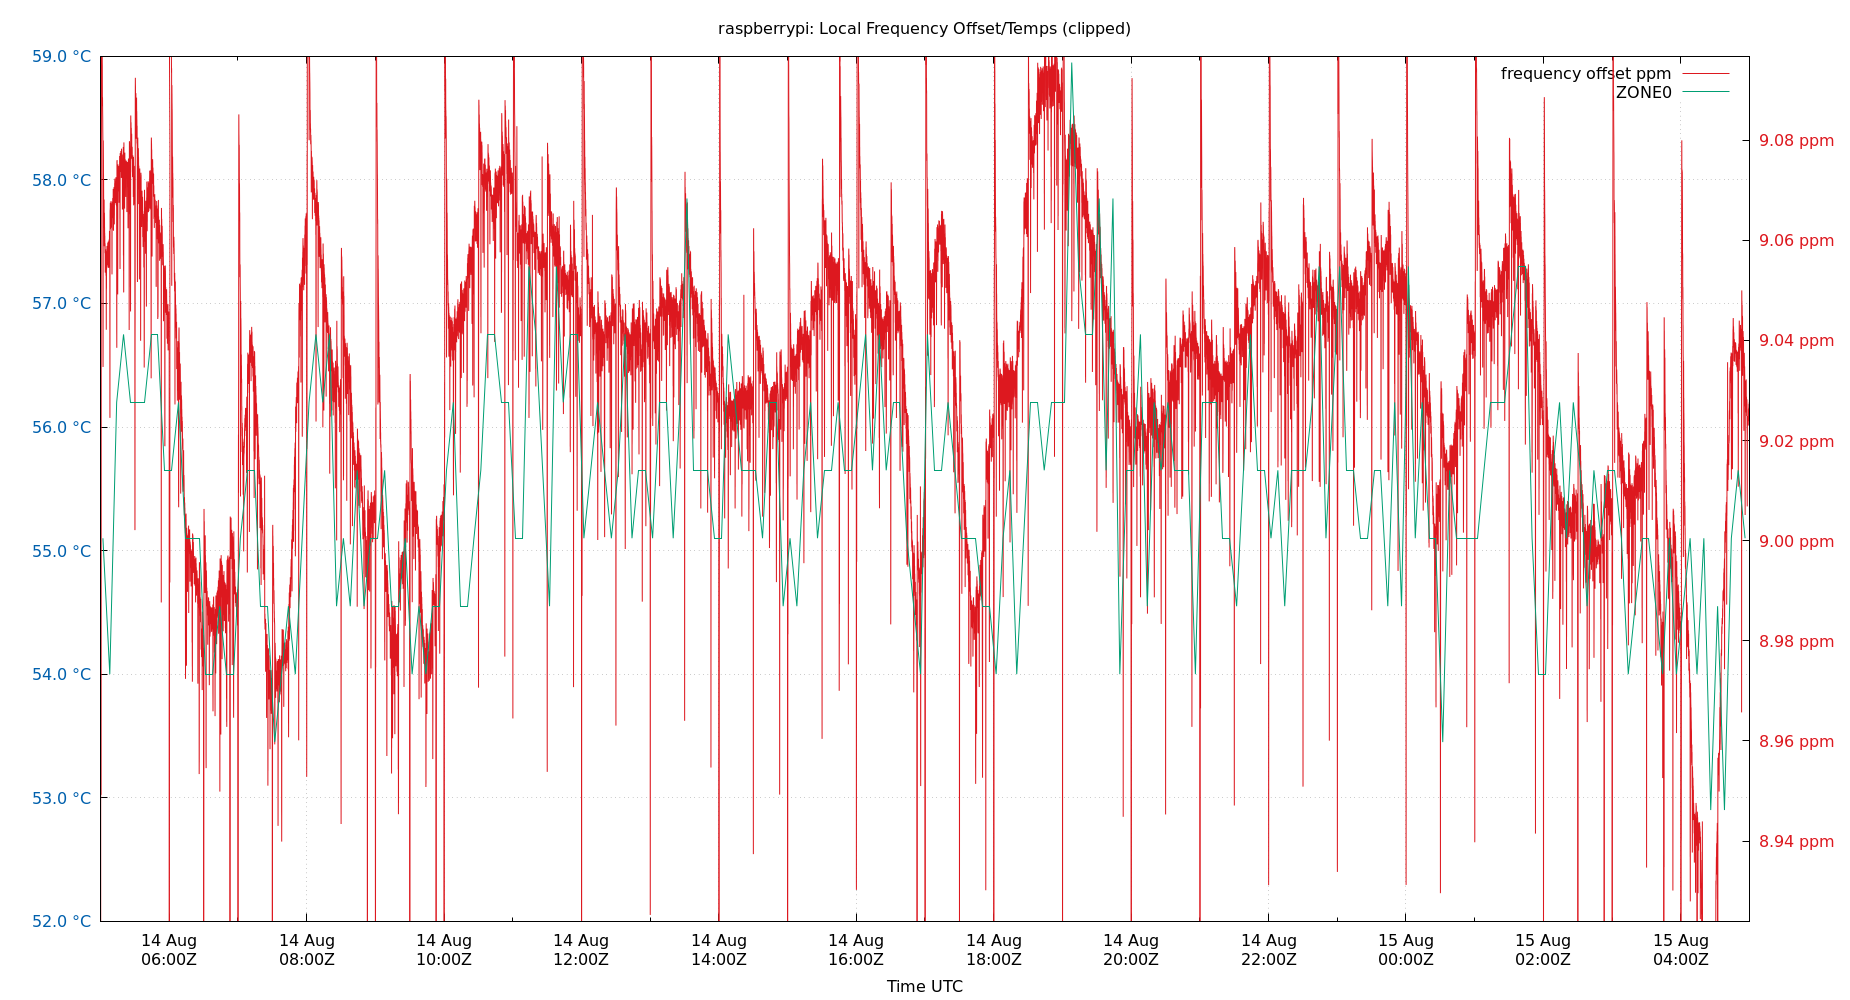 raspberrypi: Local Frequency Offset/Temps (clipped)
59.0 °C
58.0 °C
57.0 °C
56.0 °C
55.0 °C
54.0 °C
53.0 °C
52.0 °C
frequency offset ppm
ZONE0
9.08 ppm
9.06 ppm
9.04 ppm
9.02 ppm
9.00 ppm
8.98 ppm
8.96 ppm
8.94 ppm
14 Aug 14 Aug 14 Aug 14 Aug 14 Aug 14 Aug 14 Aug 14 Aug 14 Aug 15 Aug 15 Aug 15 Aug
06:00Z 08:00Z 10:00Z 12:00Z 14:00Z 16:00Z 18:00Z 20:00Z 22:00Z 00:00Z 02:00Z 04:00Z
Time UTC